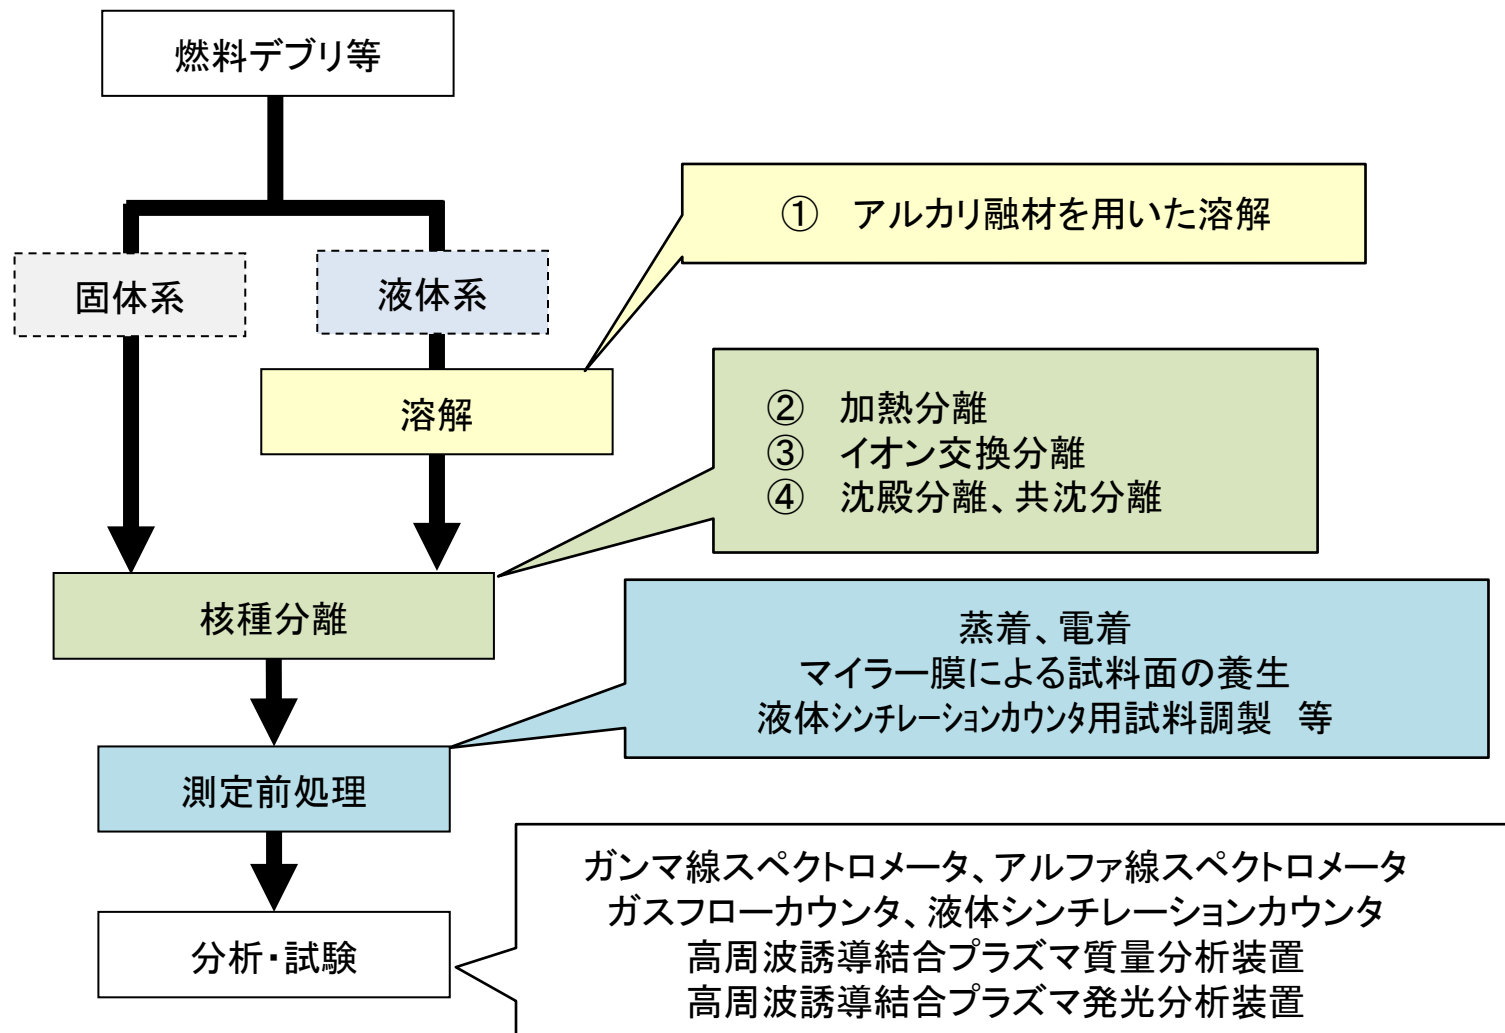 燃料デブリ等
① アルカリ融材を用いた溶解
固体系
液体系
溶解
② 加熱分離
③ イオン交換分離
④ 沈殿分離、共沈分離
核種分離
蒸着、電着
マイラー膜による試料面の養生
液体シンチレーションカウンタ用試料調製 等
測定前処理
ガンマ線スペクトロメータ、アルファ線スペクトロメータ
ガスフローカウンタ、液体シンチレーションカウンタ
高周波誘導結合プラズマ質量分析装置
高周波誘導結合プラズマ発光分析装置
分析・試験